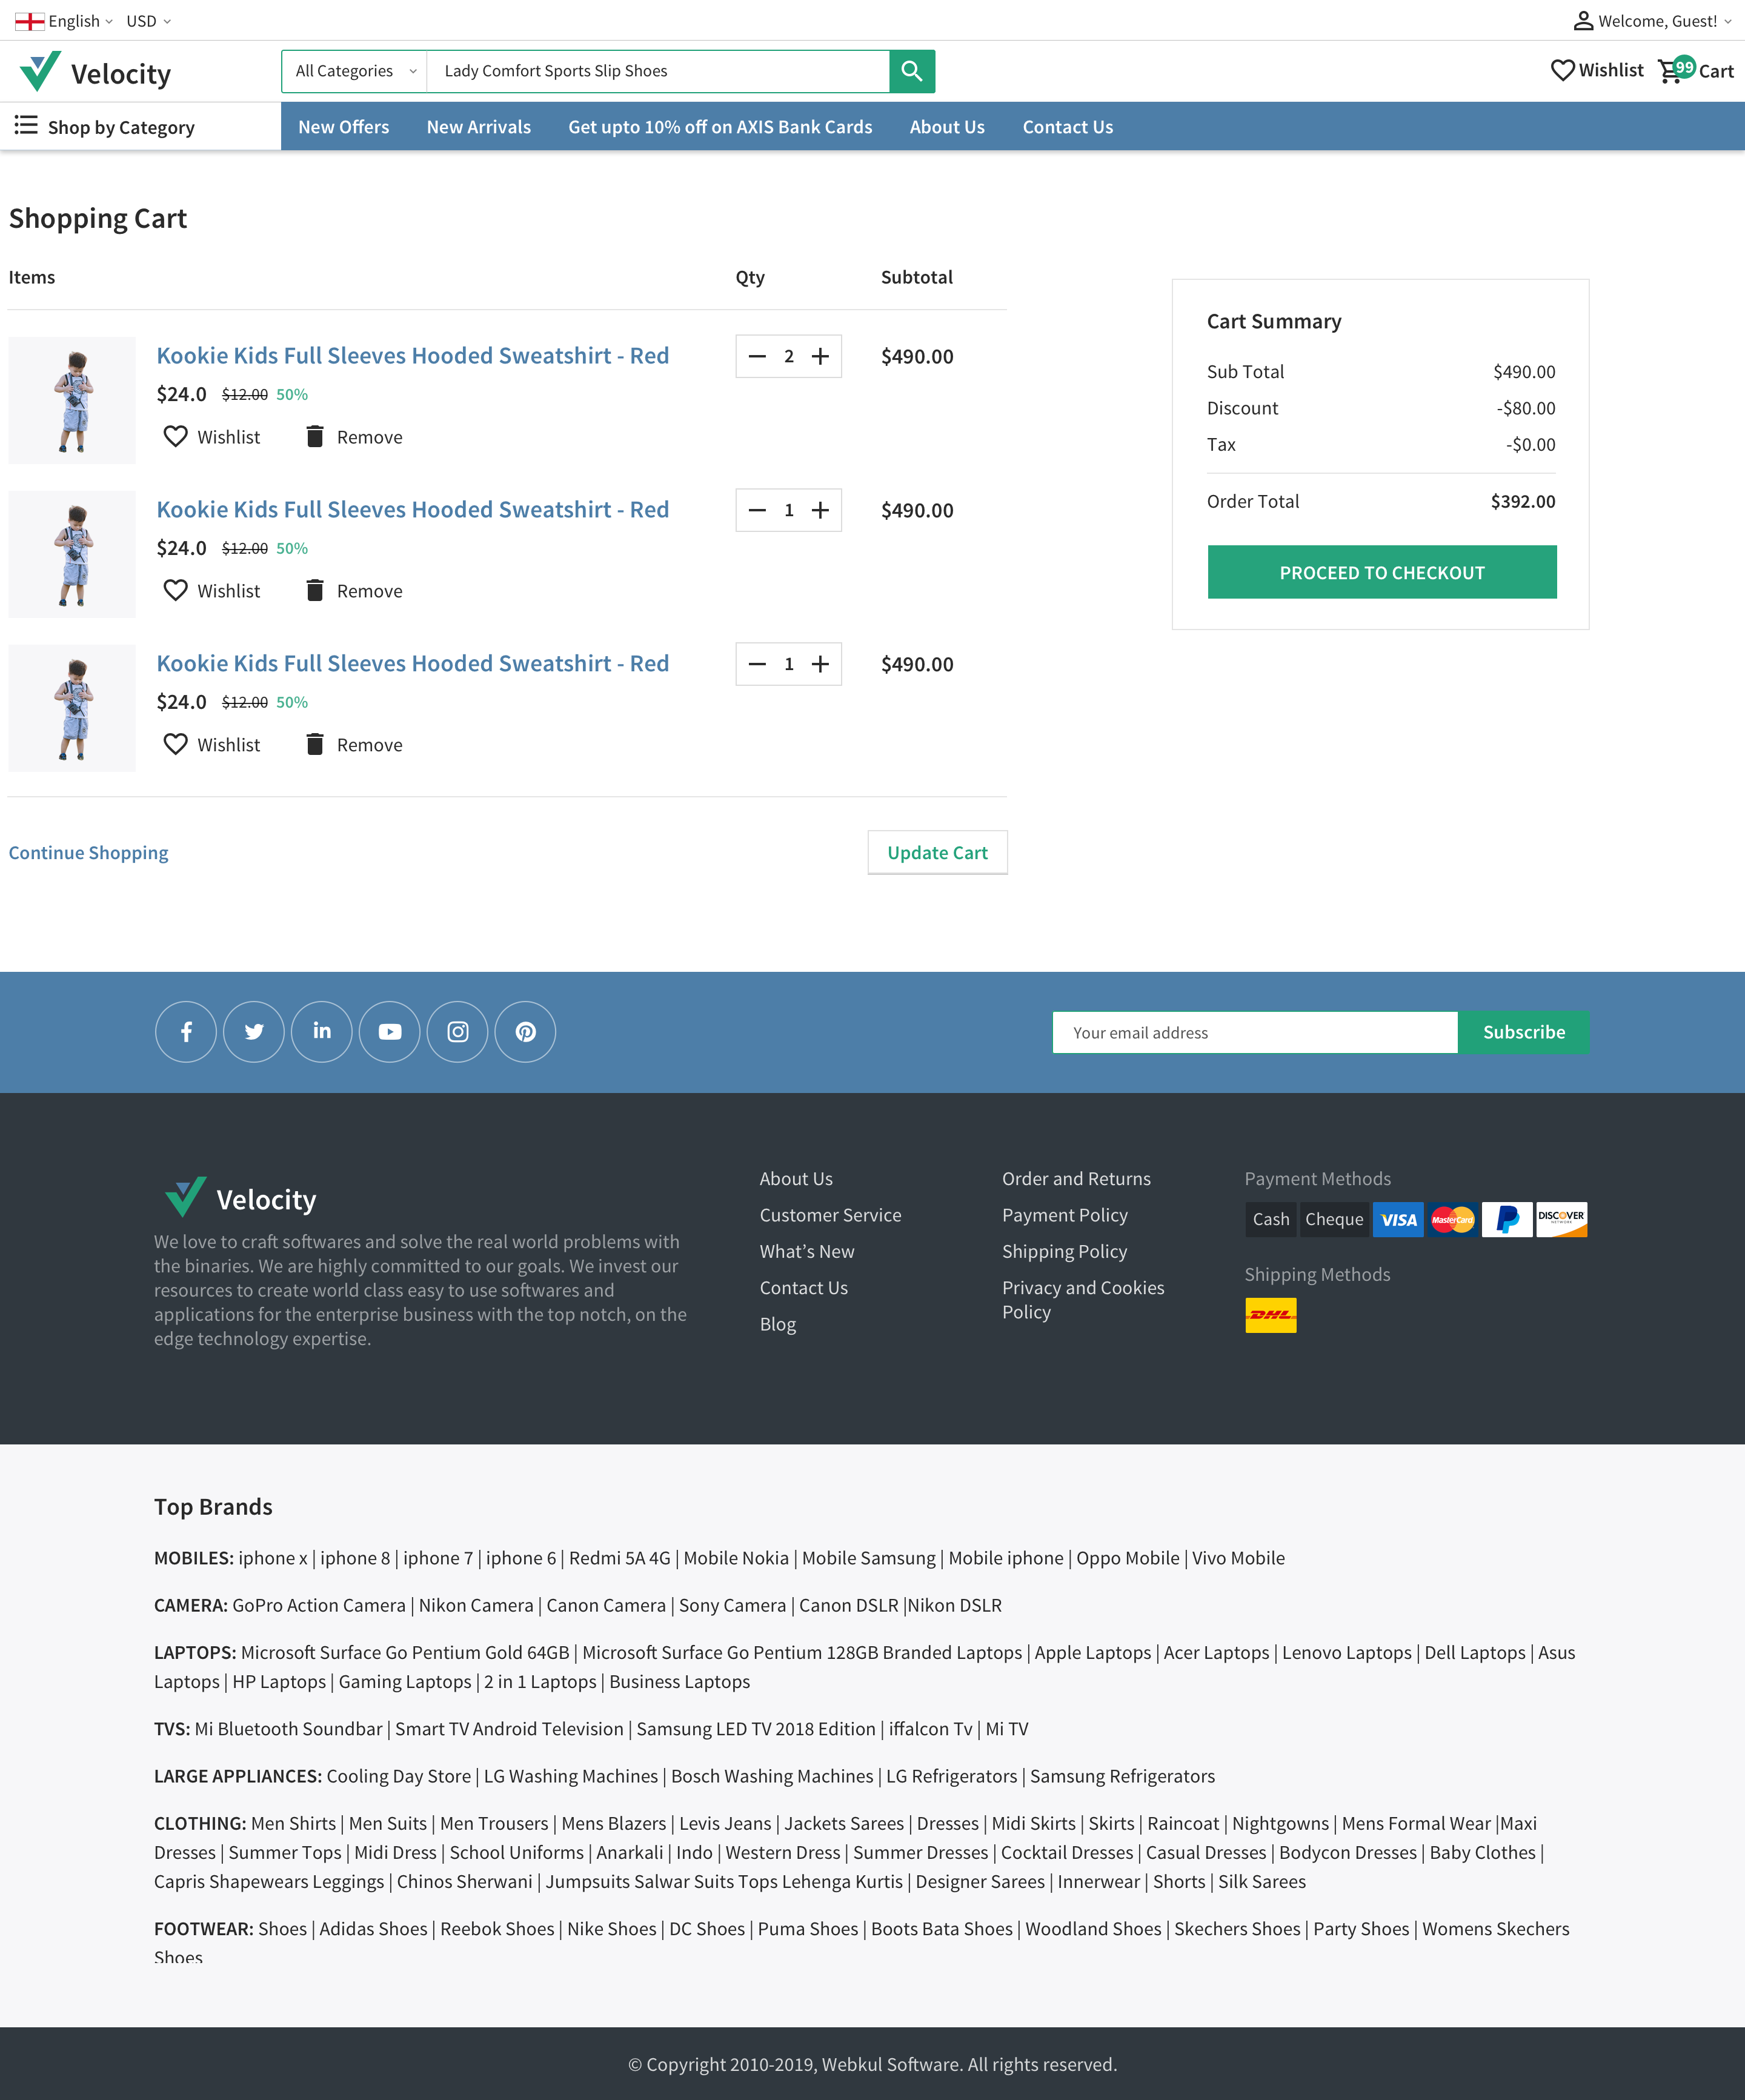 English USD Welcome, Guest!
Velocity All Categories Lady Comfort Sports Slip Shoes Wishlist 99 Cart
Shop by Category New Offers New Arrivals Get upto 10% off on AXIS Bank Cards About Us Contact Us
Shopping Cart
Items Qty Subtotal
Kookie Kids Full Sleeves Hooded Sweatshirt - Red 2 $490.00
$24.0 $12.00 50%
Wishlist Remove
Kookie Kids Full Sleeves Hooded Sweatshirt - Red 1 $490.00
$24.0 $12.00 50%
Wishlist Remove
Kookie Kids Full Sleeves Hooded Sweatshirt - Red 1 $490.00
$24.0 $12.00 50%
Wishlist Remove
Continue Shopping Update Cart
Cart Summary
Sub Total $490.00
Discount -$80.00
Tax -$0.00
Order Total $392.00
PROCEED TO CHECKOUT
Your email address Subscribe
Velocity
We love to craft softwares and solve the real world problems with
the binaries. We are highly committed to our goals. We invest our
resources to create world class easy to use softwares and
applications for the enterprise business with the top notch, on the
edge technology expertise.
About Us
Customer Service
What’s New
Contact Us
Blog
Order and Returns
Payment Policy
Shipping Policy
Privacy and Cookies
Policy
Payment Methods
Cash Cheque VISA MasterCard DISCOVER
NETWORK
Shipping Methods
DHL
Top Brands
MOBILES: iphone x | iphone 8 | iphone 7 | iphone 6 | Redmi 5A 4G | Mobile Nokia | Mobile Samsung | Mobile iphone | Oppo Mobile | Vivo Mobile
CAMERA: GoPro Action Camera | Nikon Camera | Canon Camera | Sony Camera | Canon DSLR |Nikon DSLR
LAPTOPS: Microsoft Surface Go Pentium Gold 64GB | Microsoft Surface Go Pentium 128GB Branded Laptops | Apple Laptops | Acer Laptops | Lenovo Laptops | Dell Laptops | Asus
Laptops | HP Laptops | Gaming Laptops | 2 in 1 Laptops | Business Laptops
TVS: Mi Bluetooth Soundbar | Smart TV Android Television | Samsung LED TV 2018 Edition | iffalcon Tv | Mi TV
LARGE APPLIANCES: Cooling Day Store | LG Washing Machines | Bosch Washing Machines | LG Refrigerators | Samsung Refrigerators
CLOTHING: Men Shirts | Men Suits | Men Trousers | Mens Blazers | Levis Jeans | Jackets Sarees | Dresses | Midi Skirts | Skirts | Raincoat | Nightgowns | Mens Formal Wear |Maxi
Dresses | Summer Tops | Midi Dress | School Uniforms | Anarkali | Indo | Western Dress | Summer Dresses | Cocktail Dresses | Casual Dresses | Bodycon Dresses | Baby Clothes |
Capris Shapewears Leggings | Chinos Sherwani | Jumpsuits Salwar Suits Tops Lehenga Kurtis | Designer Sarees | Innerwear | Shorts | Silk Sarees
FOOTWEAR: Shoes | Adidas Shoes | Reebok Shoes | Nike Shoes | DC Shoes | Puma Shoes | Boots Bata Shoes | Woodland Shoes | Skechers Shoes | Party Shoes | Womens Skechers
Shoes
© Copyright 2010-2019, Webkul Software. All rights reserved.